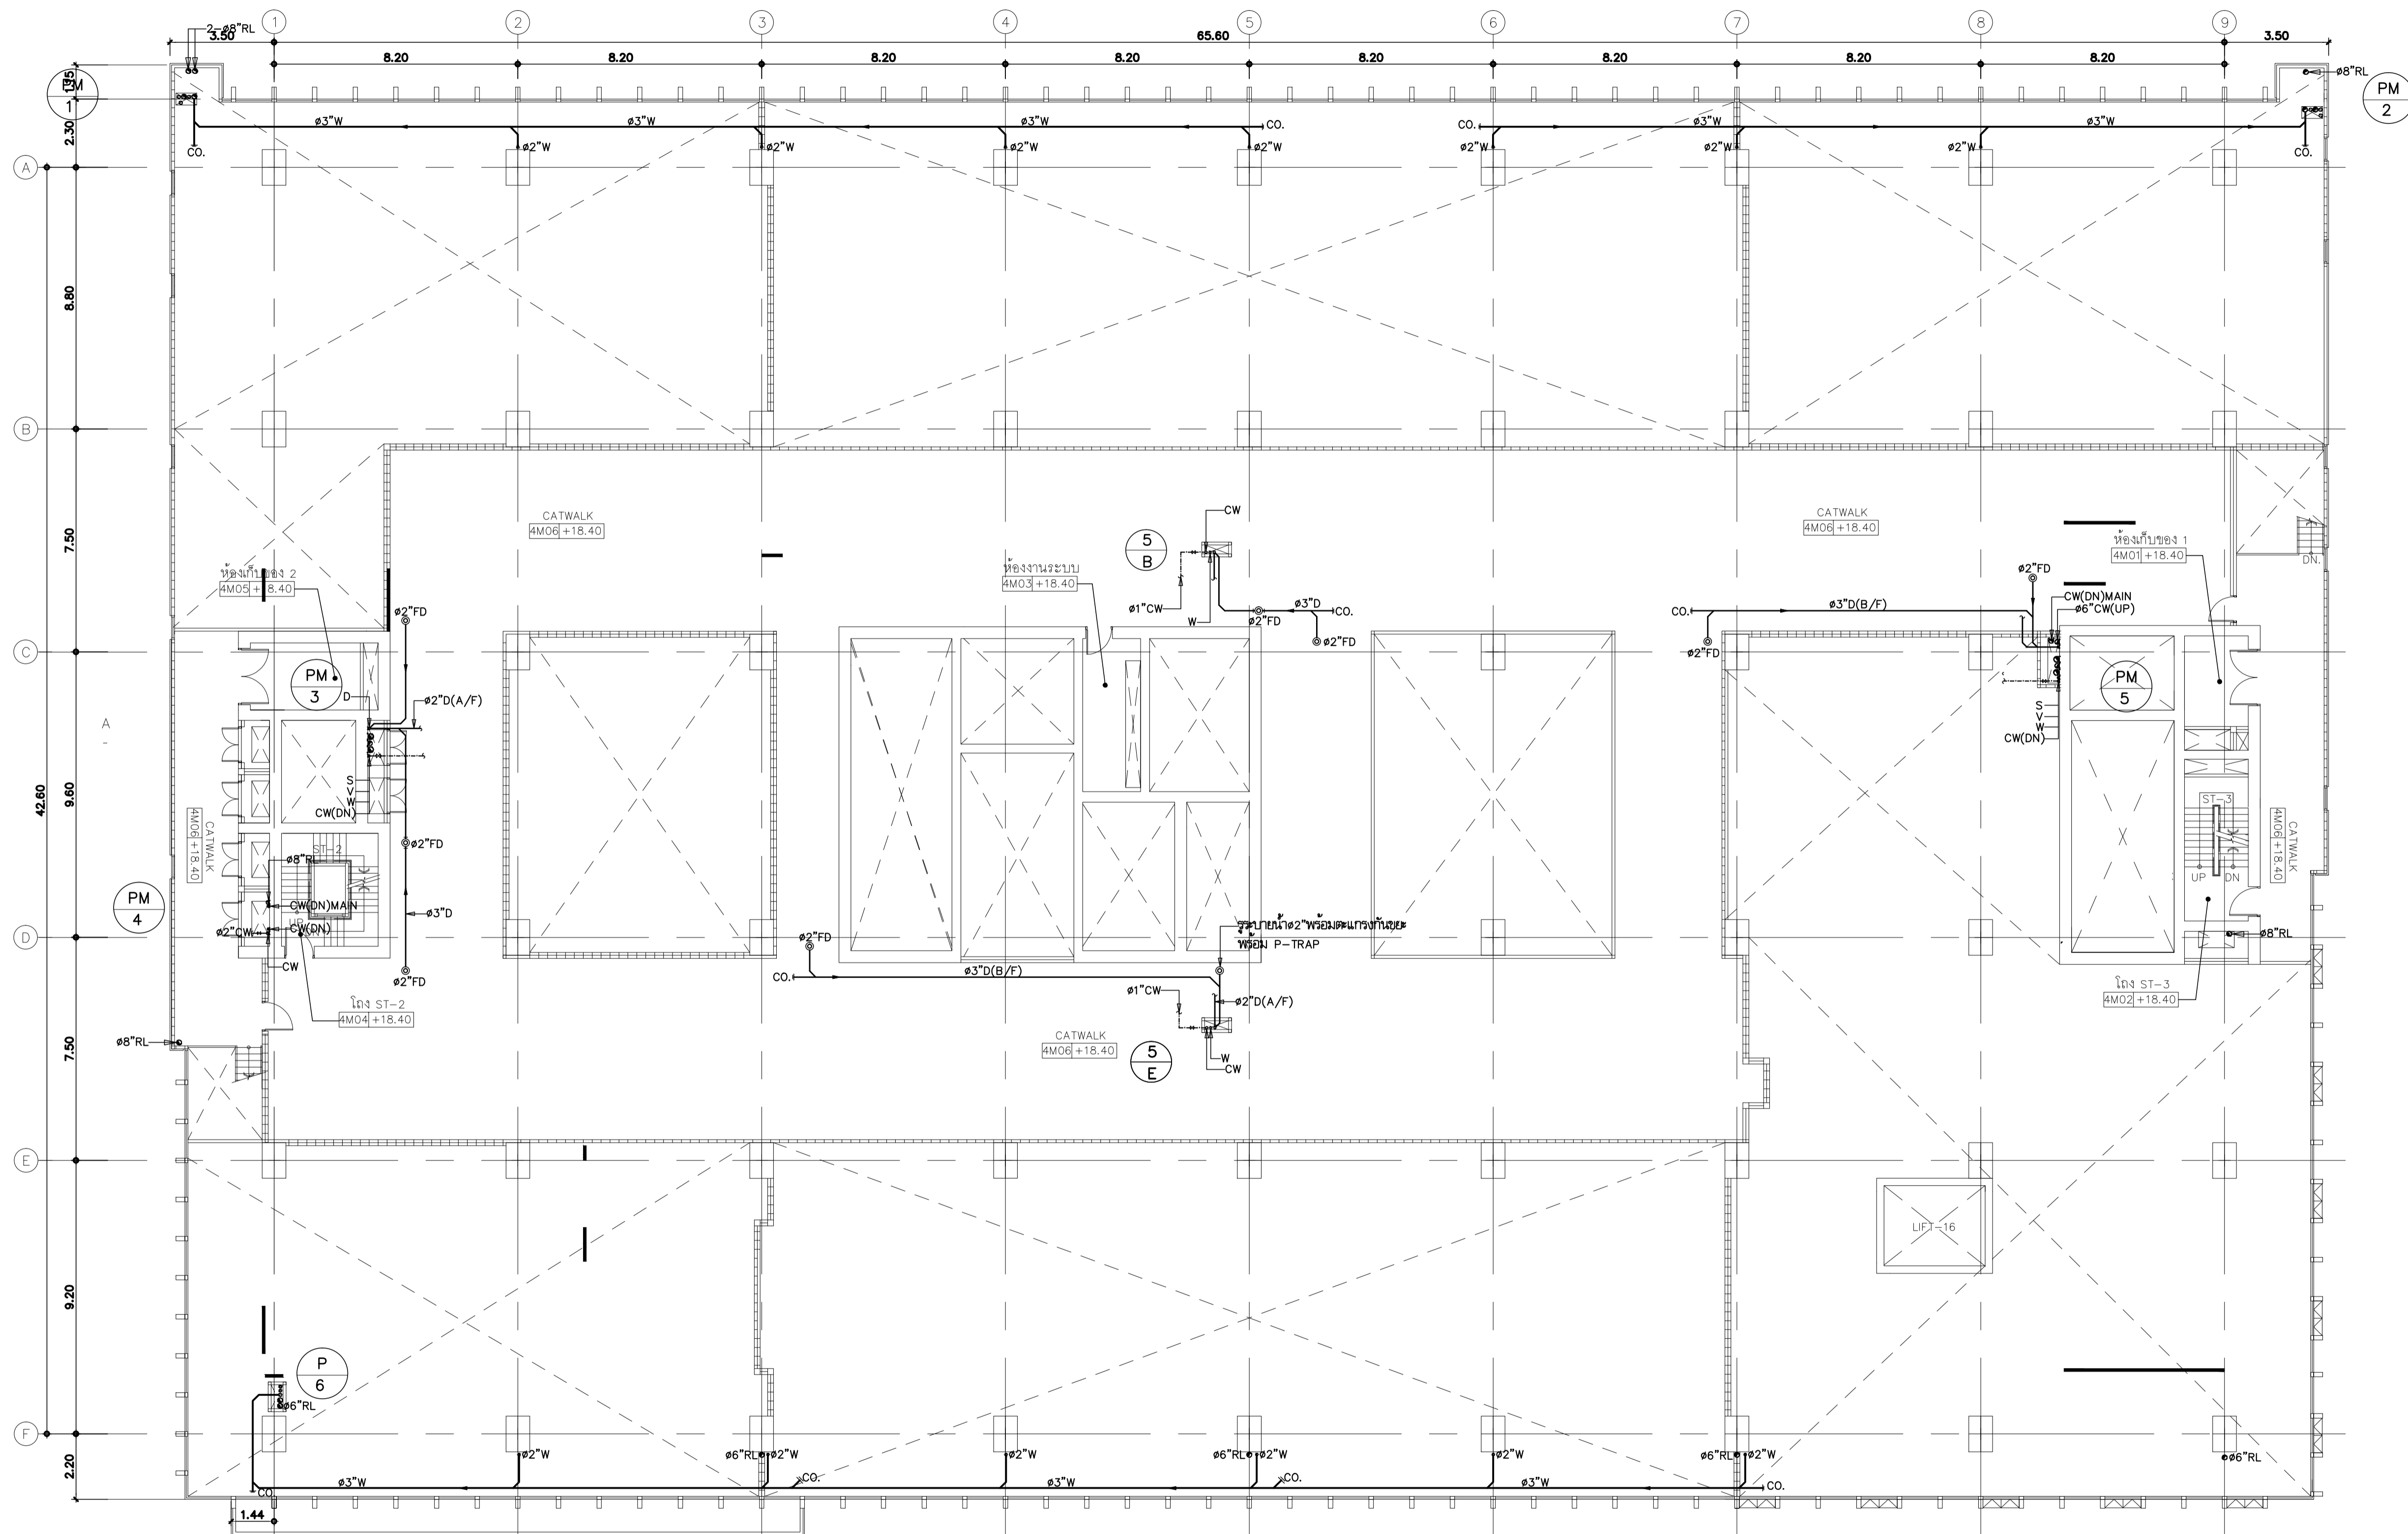 1
2
3
4
5
6
7
8
9
2-ø8"RL
3.50
65.60
3.50
8.20
8.20
8.20
8.20
8.20
8.20
8.20
8.20
PM
1
ø8"RL
PM
2
2.30
ø3"W
ø3"W
ø3"W
CO.
CO.
ø3"W
ø3"W
CO.
ø2"W
ø2"W
ø2"W
ø2"W
ø2"W
ø2"W
ø2"W
CO.
A
8.80
B
7.50
CATWALK
4M06 +18.40
CW
5
B
CATWALK
4M06 +18.40
ห้องเก็บของ 1
4M01 +18.40
DN.
ห้องเก็บของ 2
4M05 +18.40
ห้องงานระบบ
4M03 +18.40
ø2"FD
ø2"FD
CW(DN)MAIN
ø6"CW(UP)
ø1"CW
W
ø3"D
CO.
ø2"FD
ø2"FD
CO.
ø3"D(B/F)
ø2"FD
C
PM
3
D
ø2"D(A/F)
PM
5
S
V
W
CW(DN)
A
-
42.60
9.60
S
V
W
CW(DN)
CATWALK
4M06 +18.40
ø2"FD
ST-2
ø8"RL
ST-3
UP
DN
CATWALK
4M06 +18.40
PM
4
CW(DN)MAIN
ø3"D
UP
CW(DN)
ø2"CW
CW
ø8"RL
D
ø2"FD
ø2"FD
รูระบายน้ำø2"พร้อมตะแกรงกันขยะ
พร้อม P-TRAP
CO.
ø3"D(B/F)
ø1"CW
ø2"D(A/F)
โถง ST-2
4M04 +18.40
โถง ST-3
4M02 +18.40
ø8"RL
7.50
CATWALK
4M06 +18.40
5
E
W
CW
E
LIFT-16
9.20
P
6
ø6"RL
F
2.20
ø2"W
ø6"RL
ø2"W
ø2"W
ø6"RL
ø2"W
ø2"W
ø6"RL
ø2"W
ø6"RL
CO.
ø3"W
CO.
ø3"W
CO.
ø3"W
CO.
1.44